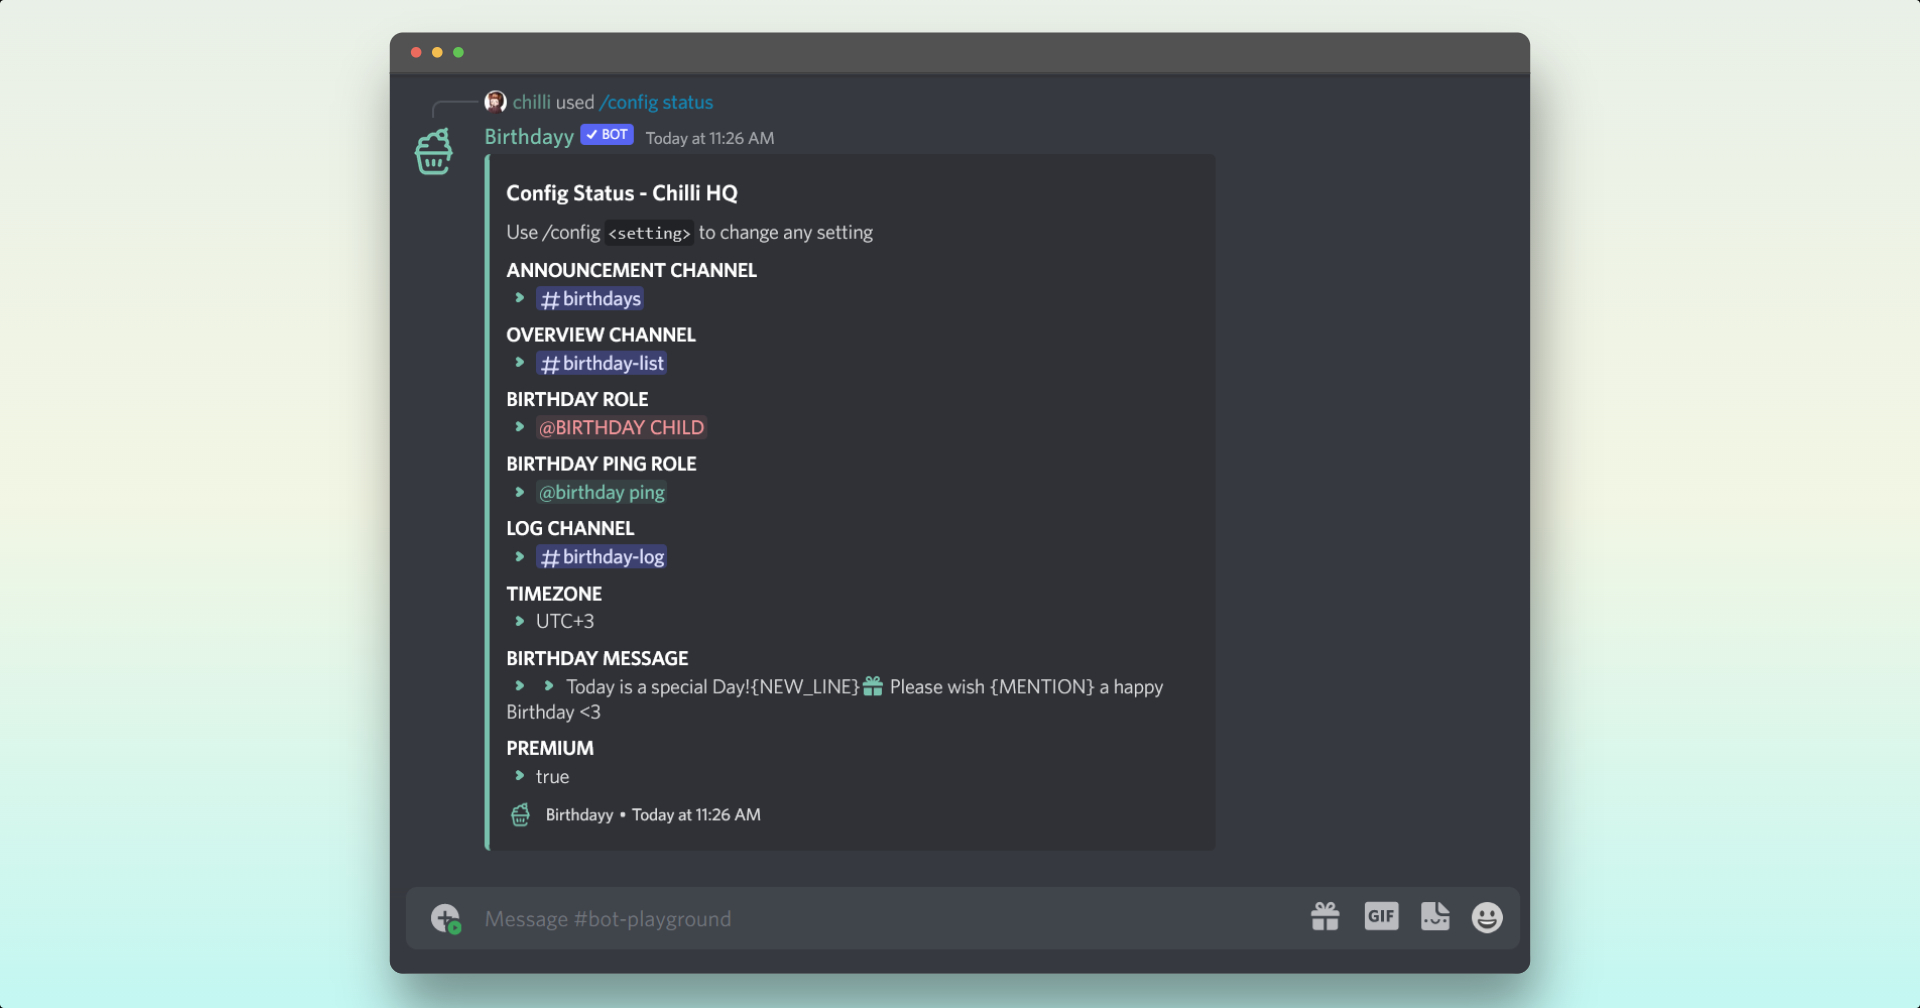 chilli used /config status
Birthdayy ✔ BOT Today at 11:26 AM
Config Status - Chilli HQ
Use /config <setting> to change any setting
ANNOUNCEMENT CHANNEL
#birthdays
OVERVIEW CHANNEL
#birthday-list
BIRTHDAY ROLE
@BIRTHDAY CHILD
BIRTHDAY PING ROLE
@birthday ping
LOG CHANNEL
#birthday-log
TIMEZONE
UTC+3
BIRTHDAY MESSAGE
Today is a special Day!{NEW_LINE} Please wish {MENTION} a happy
Birthday <3
PREMIUM
true
Birthdayy • Today at 11:26 AM
Message #bot-playground
GIF